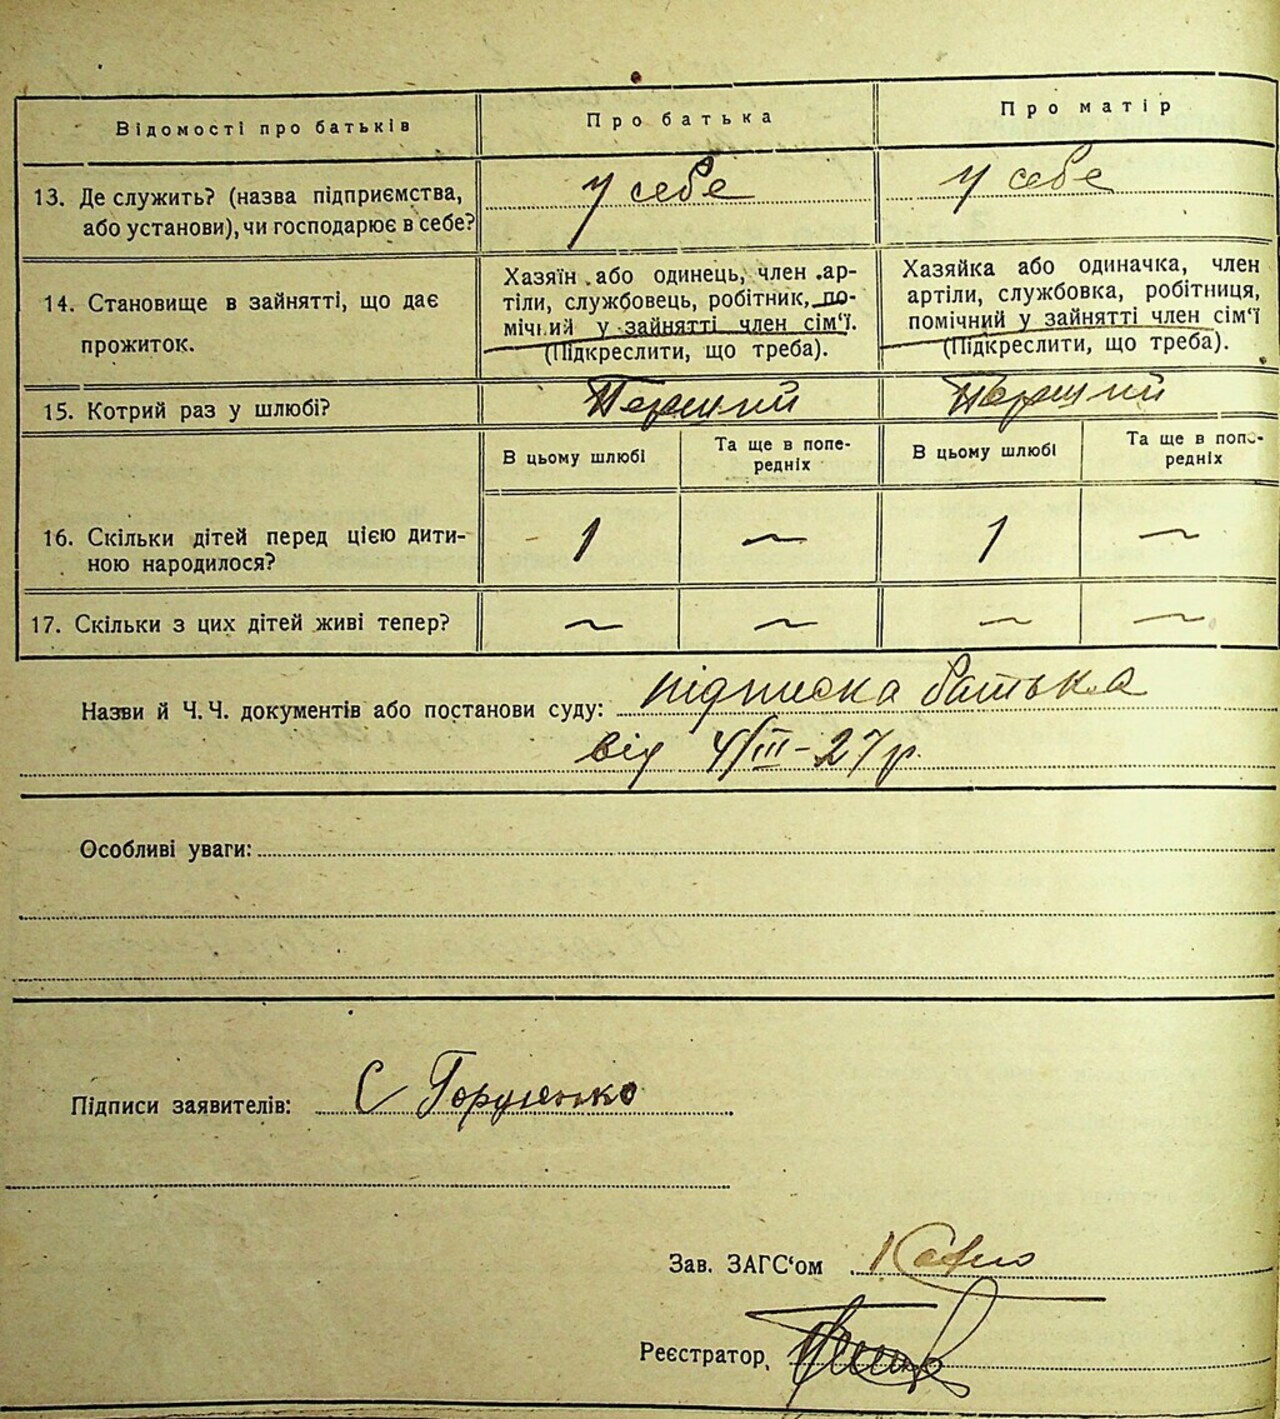 Відомості про батьків
Про батька
Про матір
13. Де служить? (назва підприємства,
або установи), чи господарює в себе?
у себе
у себе
14. Становище в зайнятті, що дає
прожиток.
Хазяїн або одинець, член ар-
тіли, службовець, робітник, по-
мічний у зайнятті член сім‘ї.
(Підкреслити, що треба).
Хазяйка або одиначка, член
артіли, службовка, робітниця,
помічний у зайнятті член сім‘ї
(Підкреслити, що треба).
15. Котрий раз у шлюбі?
Перший
Перший
В цьому шлюбі
Та ще в попе-
редніх
В цьому шлюбі
Та ще в попе-
редніх
16. Скільки дітей перед цією дити-
ною народилося?
1
~
1
~
17. Скільки з цих дітей живі тепер?
~
~
~
~
Назви й Ч. Ч. документів або постанови суду: підписка батька
від 4/III-27 р.
Особливі уваги:
Підписи заявителів: С
Зав. ЗАГС‘ом
Реєстратор,